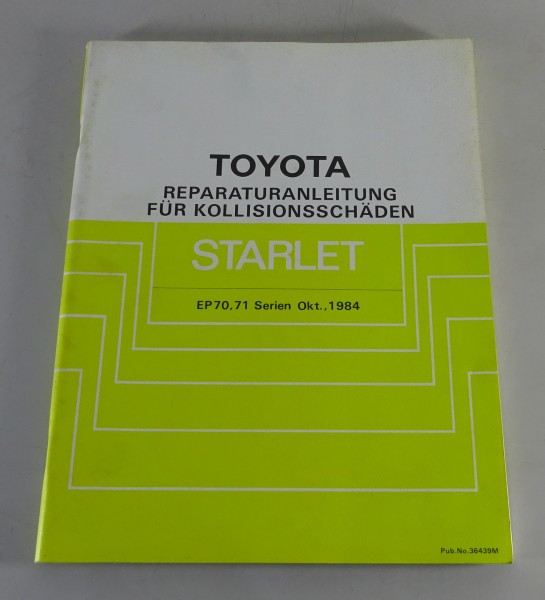 TOYOTA
REPARATURANLEITUNG
FÜR KOLLISIONSSCHÄDEN
STARLET
EP70,71 Serien Okt.,1984
Pub.No.36439M